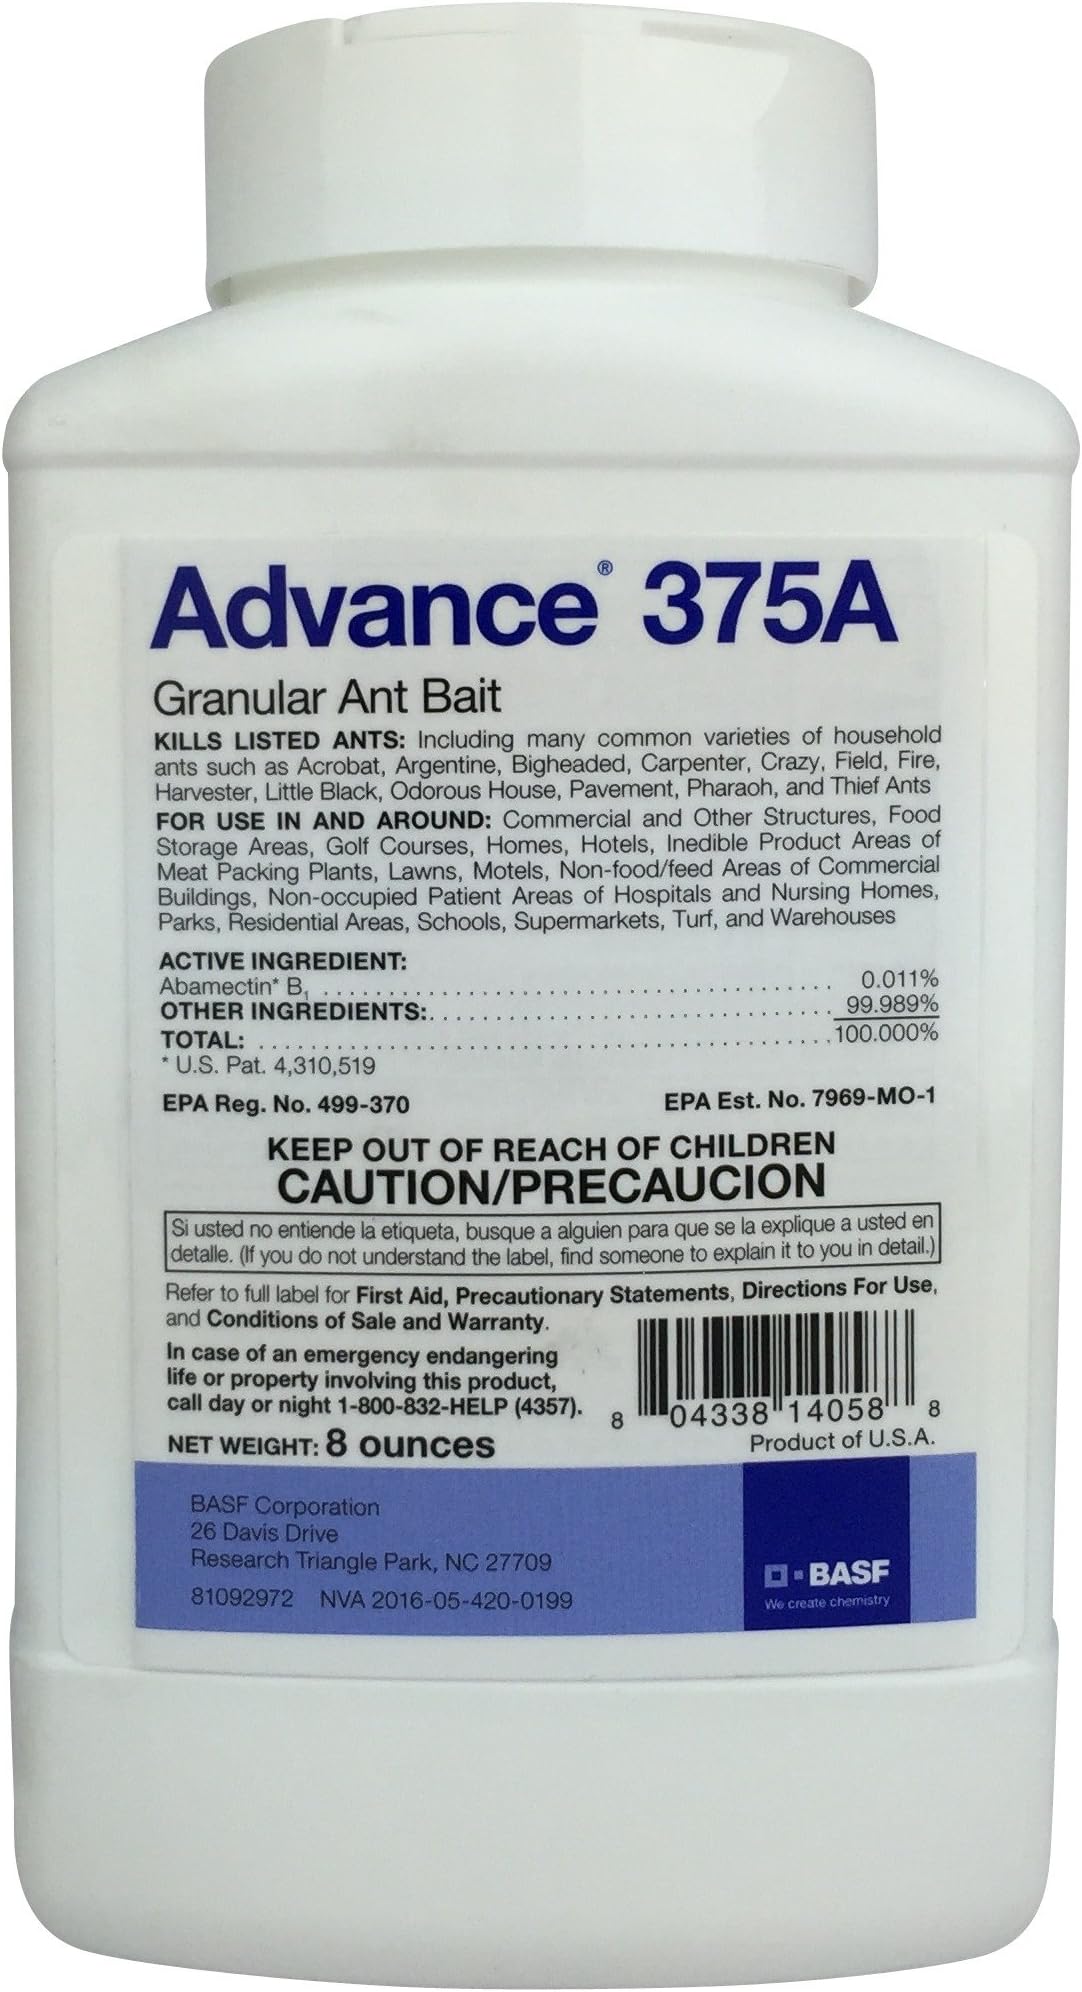 Advance® 375A
Granular Ant Bait
KILLS LISTED ANTS: Including many common varieties of household
ants such as Acrobat, Argentine, Bigheaded, Carpenter, Crazy, Field, Fire,
Harvester, Little Black, Odorous House, Pavement, Pharaoh, and Thief Ants
FOR USE IN AND AROUND: Commercial and Other Structures, Food
Storage Areas, Golf Courses, Homes, Hotels, Inedible Product Areas of
Meat Packing Plants, Lawns, Motels, Non-food/feed Areas of Commercial
Buildings, Non-occupied Patient Areas of Hospitals and Nursing Homes,
Parks, Residential Areas, Schools, Supermarkets, Turf, and Warehouses
ACTIVE INGREDIENT:
Abamectin* B₁ . . . . . . . . . . . . . . . . . . . . . . . . . . . . . . . . . . . . . . . 0.011%
OTHER INGREDIENTS:. . . . . . . . . . . . . . . . . . . . . . . . . . . . . . . 99.989%
TOTAL: . . . . . . . . . . . . . . . . . . . . . . . . . . . . . . . . . . . . . . . . . . .100.000%
* U.S. Pat. 4,310,519
EPA Reg. No. 499-370 EPA Est. No. 7969-MO-1
KEEP OUT OF REACH OF CHILDREN
CAUTION/PRECAUCION
Si usted no entiende la etiqueta, busque a alguien para que se la explique a usted en
detalle. (If you do not understand the label, find someone to explain it to you in detail.)
Refer to full label for First Aid, Precautionary Statements, Directions For Use,
and Conditions of Sale and Warranty.
In case of an emergency endangering
life or property involving this product,
call day or night 1-800-832-HELP (4357).
8 04338 14058 8
NET WEIGHT: 8 ounces
Product of U.S.A.
BASF Corporation
26 Davis Drive
Research Triangle Park, NC 27709
81092972 NVA 2016-05-420-0199
BASF
We create chemistry